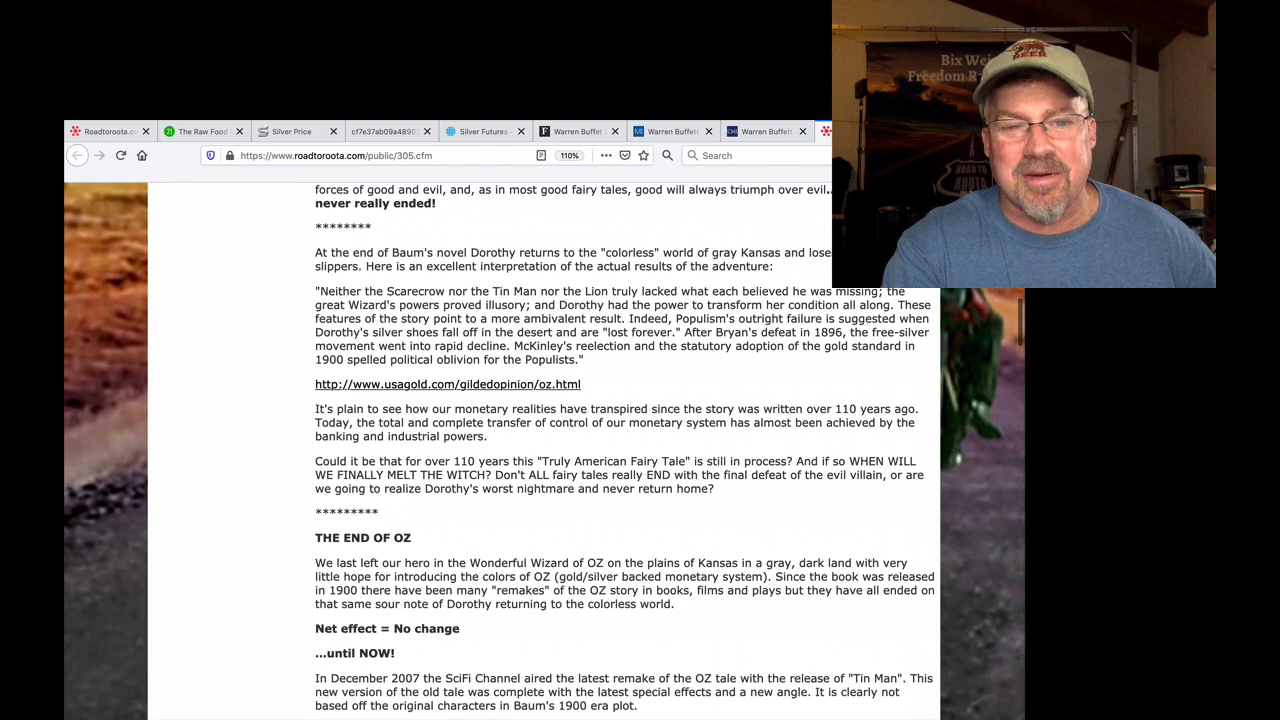 Bix Wei
Freedom R
ROAD TO
ROOTA
Roadtoroota.co
The Raw Food
Silver Price
cf7e37ab09a4890
Silver Futures -
Warren Buffet E
Warren Buffett
Warren Buffett
https://www.roadtoroota.com/public/305.cfm
110%
Search
forces of good and evil, and, as in most good fairy tales, good will always triumph over evil..
never really ended!
********
At the end of Baum's novel Dorothy returns to the "colorless" world of gray Kansas and lose
slippers. Here is an excellent interpretation of the actual results of the adventure:
"Neither the Scarecrow nor the Tin Man nor the Lion truly lacked what each believed he was missing; the
great Wizard's powers proved illusory; and Dorothy had the power to transform her condition all along. These
features of the story point to a more ambivalent result. Indeed, Populism's outright failure is suggested when
Dorothy's silver shoes fall off in the desert and are "lost forever." After Bryan's defeat in 1896, the free-silver
movement went into rapid decline. McKinley's reelection and the statutory adoption of the gold standard in
1900 spelled political oblivion for the Populists."
http://www.usagold.com/gildedopinion/oz.html
It's plain to see how our monetary realities have transpired since the story was written over 110 years ago.
Today, the total and complete transfer of control of our monetary system has almost been achieved by the
banking and industrial powers.
Could it be that for over 110 years this "Truly American Fairy Tale" is still in process? And if so WHEN WILL
WE FINALLY MELT THE WITCH? Don't ALL fairy tales really END with the final defeat of the evil villain, or are
we going to realize Dorothy's worst nightmare and never return home?
*********
THE END OF OZ
We last left our hero in the Wonderful Wizard of OZ on the plains of Kansas in a gray, dark land with very
little hope for introducing the colors of OZ (gold/silver backed monetary system). Since the book was released
in 1900 there have been many "remakes" of the OZ story in books, films and plays but they have all ended on
that same sour note of Dorothy returning to the colorless world.
Net effect = No change
...until NOW!
In December 2007 the SciFi Channel aired the latest remake of the OZ tale with the release of "Tin Man". This
new version of the old tale was complete with the latest special effects and a new angle. It is clearly not
based off the original characters in Baum's 1900 era plot.